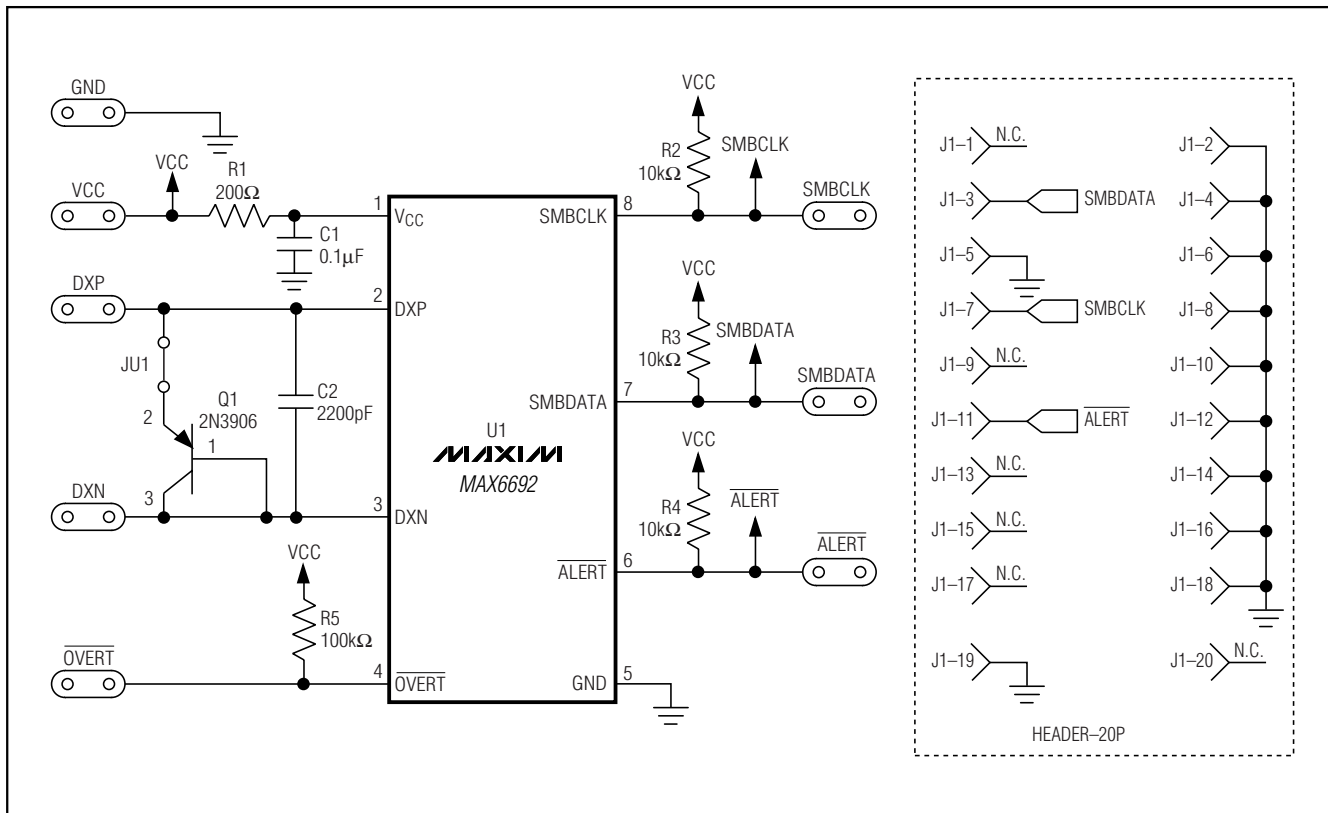 GND
VCC
VCC
R1
200Ω
C1
0.1µF
DXP
JU1
Q1
2N3906
2
1
3
C2
2200pF
DXN
VCC
R5
100kΩ
OVERT
1
VCC
2
DXP
3
DXN
4
OVERT
U1
MAXIM
MAX6692
SMBCLK
8
SMBDATA
7
ALERT
6
GND
5
VCC
R2
10kΩ
SMBCLK
SMBCLK
VCC
R3
10kΩ
SMBDATA
SMBDATA
VCC
R4
10kΩ
ALERT
ALERT
J1–1 N.C.
J1–3 SMBDATA
J1–5
J1–7 SMBCLK
J1–9 N.C.
J1–11 ALERT
J1–13 N.C.
J1–15 N.C.
J1–17 N.C.
J1–19
J1–2
J1–4
J1–6
J1–8
J1–10
J1–12
J1–14
J1–16
J1–18
J1–20 N.C.
HEADER–20P